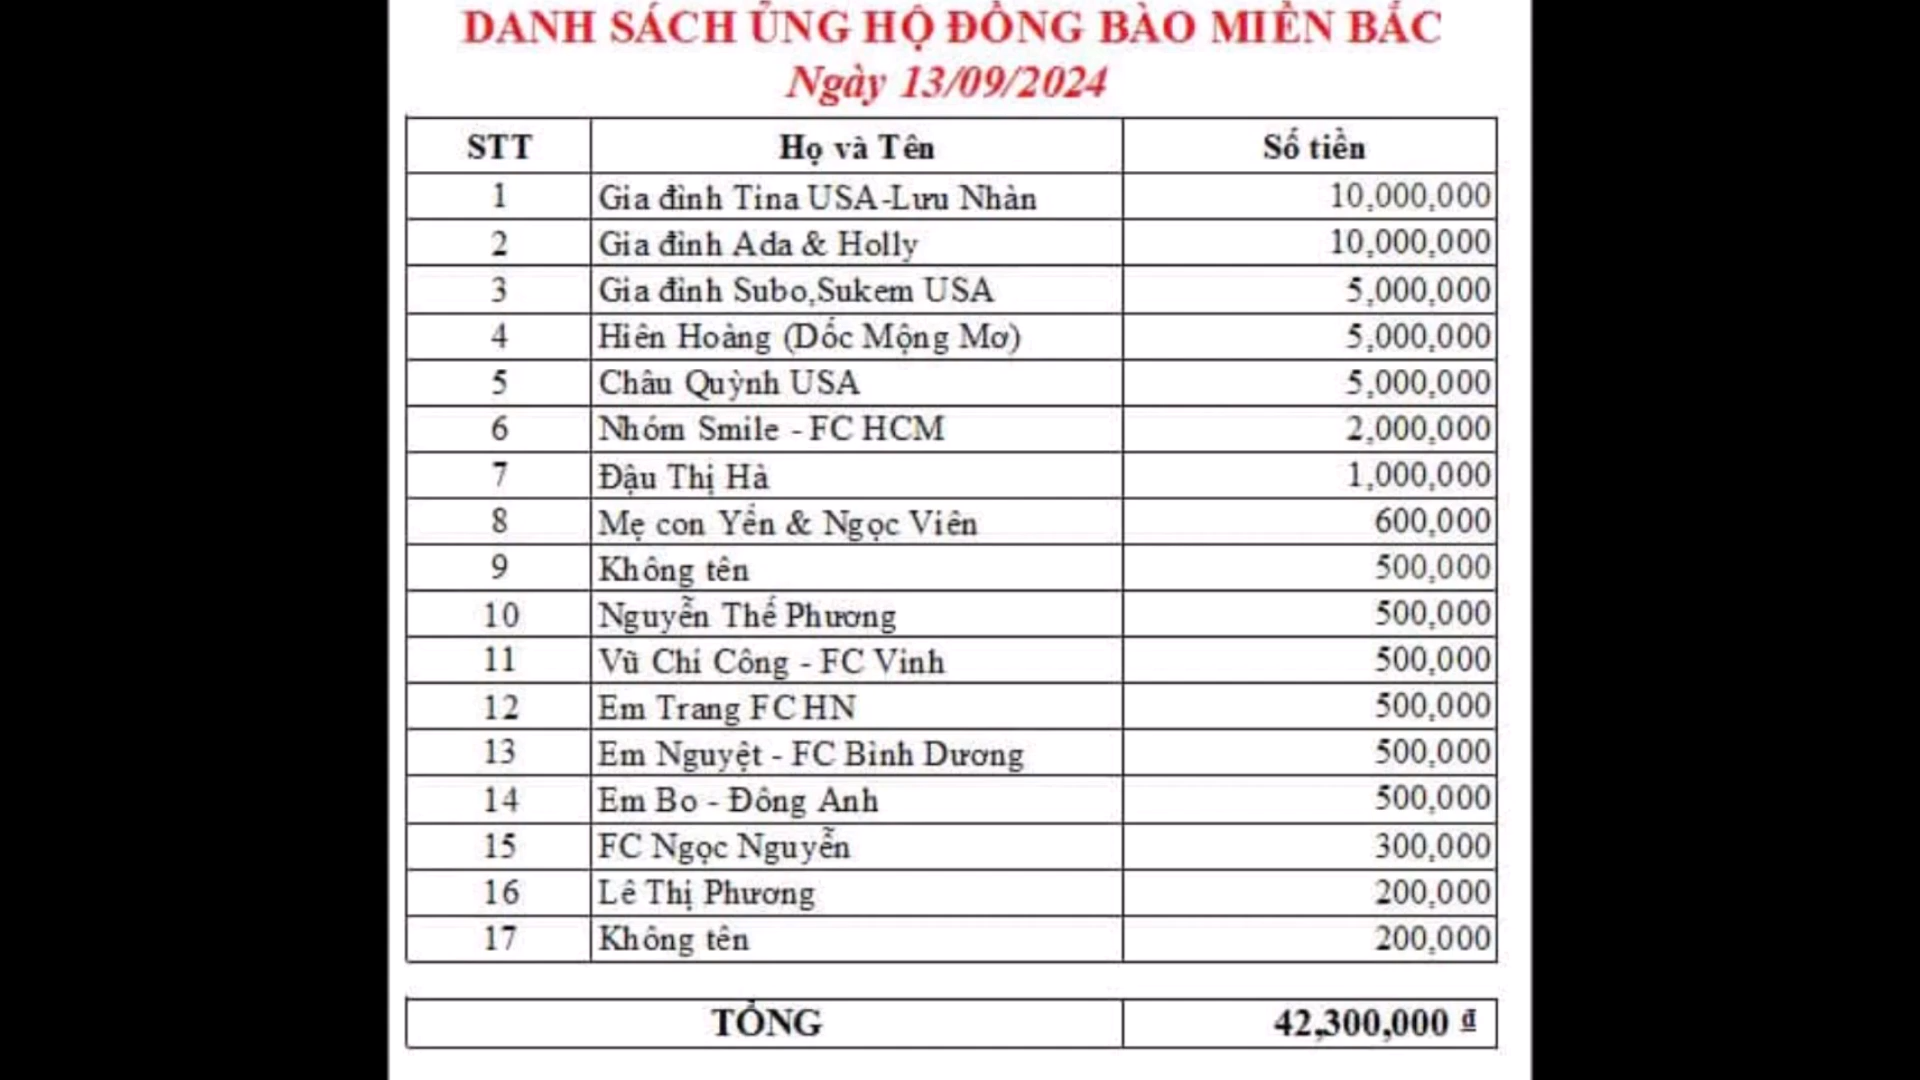 DANH SÁCH ỦNG HỘ ĐỒNG BÀO MIỀN BẮC
Ngày 13/09/2024
STT Họ và Tên Số tiền
1 Gia đình Tina USA-Lưu Nhàn 10,000,000
2 Gia đình Ada & Holly 10,000,000
3 Gia đình Subo,Sukem USA 5,000,000
4 Hiên Hoàng (Dốc Mộng Mơ) 5,000,000
5 Châu Quỳnh USA 5,000,000
6 Nhóm Smile - FC HCM 2,000,000
7 Đậu Thị Hà 1,000,000
8 Mẹ con Yến & Ngọc Viên 600,000
9 Không tên 500,000
10 Nguyễn Thế Phương 500,000
11 Vũ Chí Công - FC Vinh 500,000
12 Em Trang FC HN 500,000
13 Em Nguyệt - FC Bình Dương 500,000
14 Em Bo - Đông Anh 500,000
15 FC Ngọc Nguyễn 300,000
16 Lê Thị Phương 200,000
17 Không tên 200,000
TỔNG 42,300,000 đ